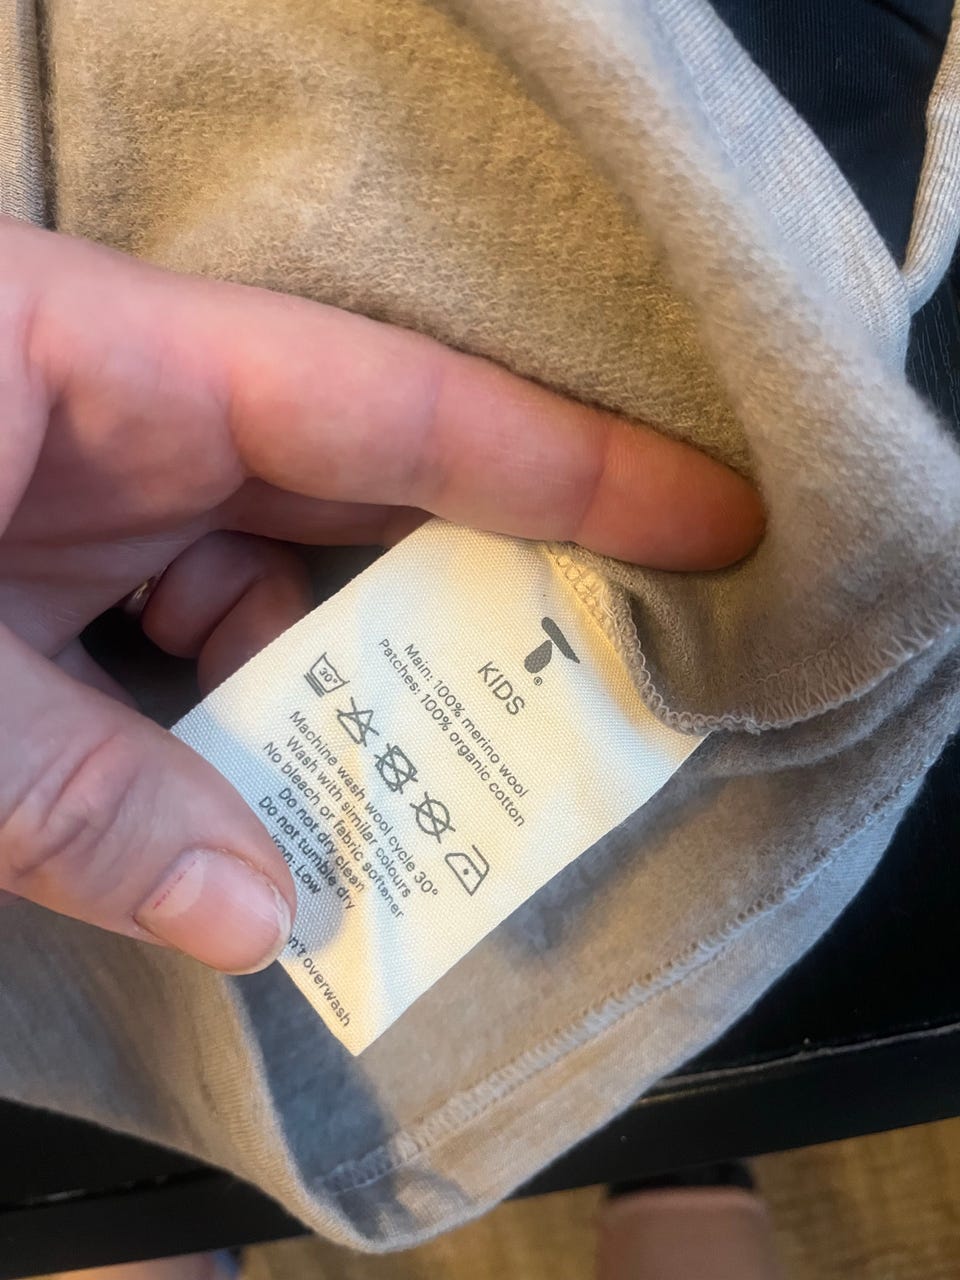 ®
KIDS
Main: 100% merino wool
Patches: 100% organic cotton
30°
Machine wash wool cycle 30°
Wash with similar colours
No bleach or fabric softener
Do not dry clean
Do not tumble dry
Iron: Low
overwash